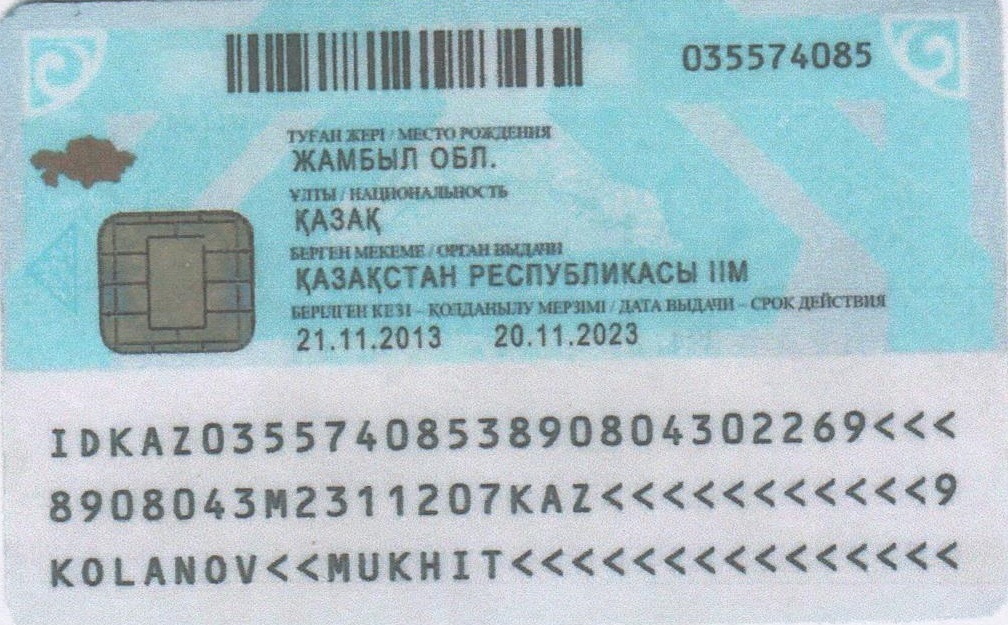 035574085
ТУҒАН ЖЕРІ / МЕСТО РОЖДЕНИЯ
ЖАМБЫЛ ОБЛ.
ҰЛТЫ / НАЦИОНАЛЬНОСТЬ
ҚАЗАҚ
БЕРГЕН МЕКЕМЕ / ОРГАН ВЫДАЧИ
ҚАЗАҚСТАН РЕСПУБЛИКАСЫ ІІМ
БЕРІЛГЕН КЕЗІ – ҚОЛДАНЫЛУ МЕРЗІМІ / ДАТА ВЫДАЧИ – СРОК ДЕЙСТВИЯ
21.11.2013 20.11.2023
IDKAZ0355740853890804302269<<<
8908043M2311207KAZ<<<<<<<<<<<9
KOLANOV<<MUKHIT<<<<<<<<<<<<<<<